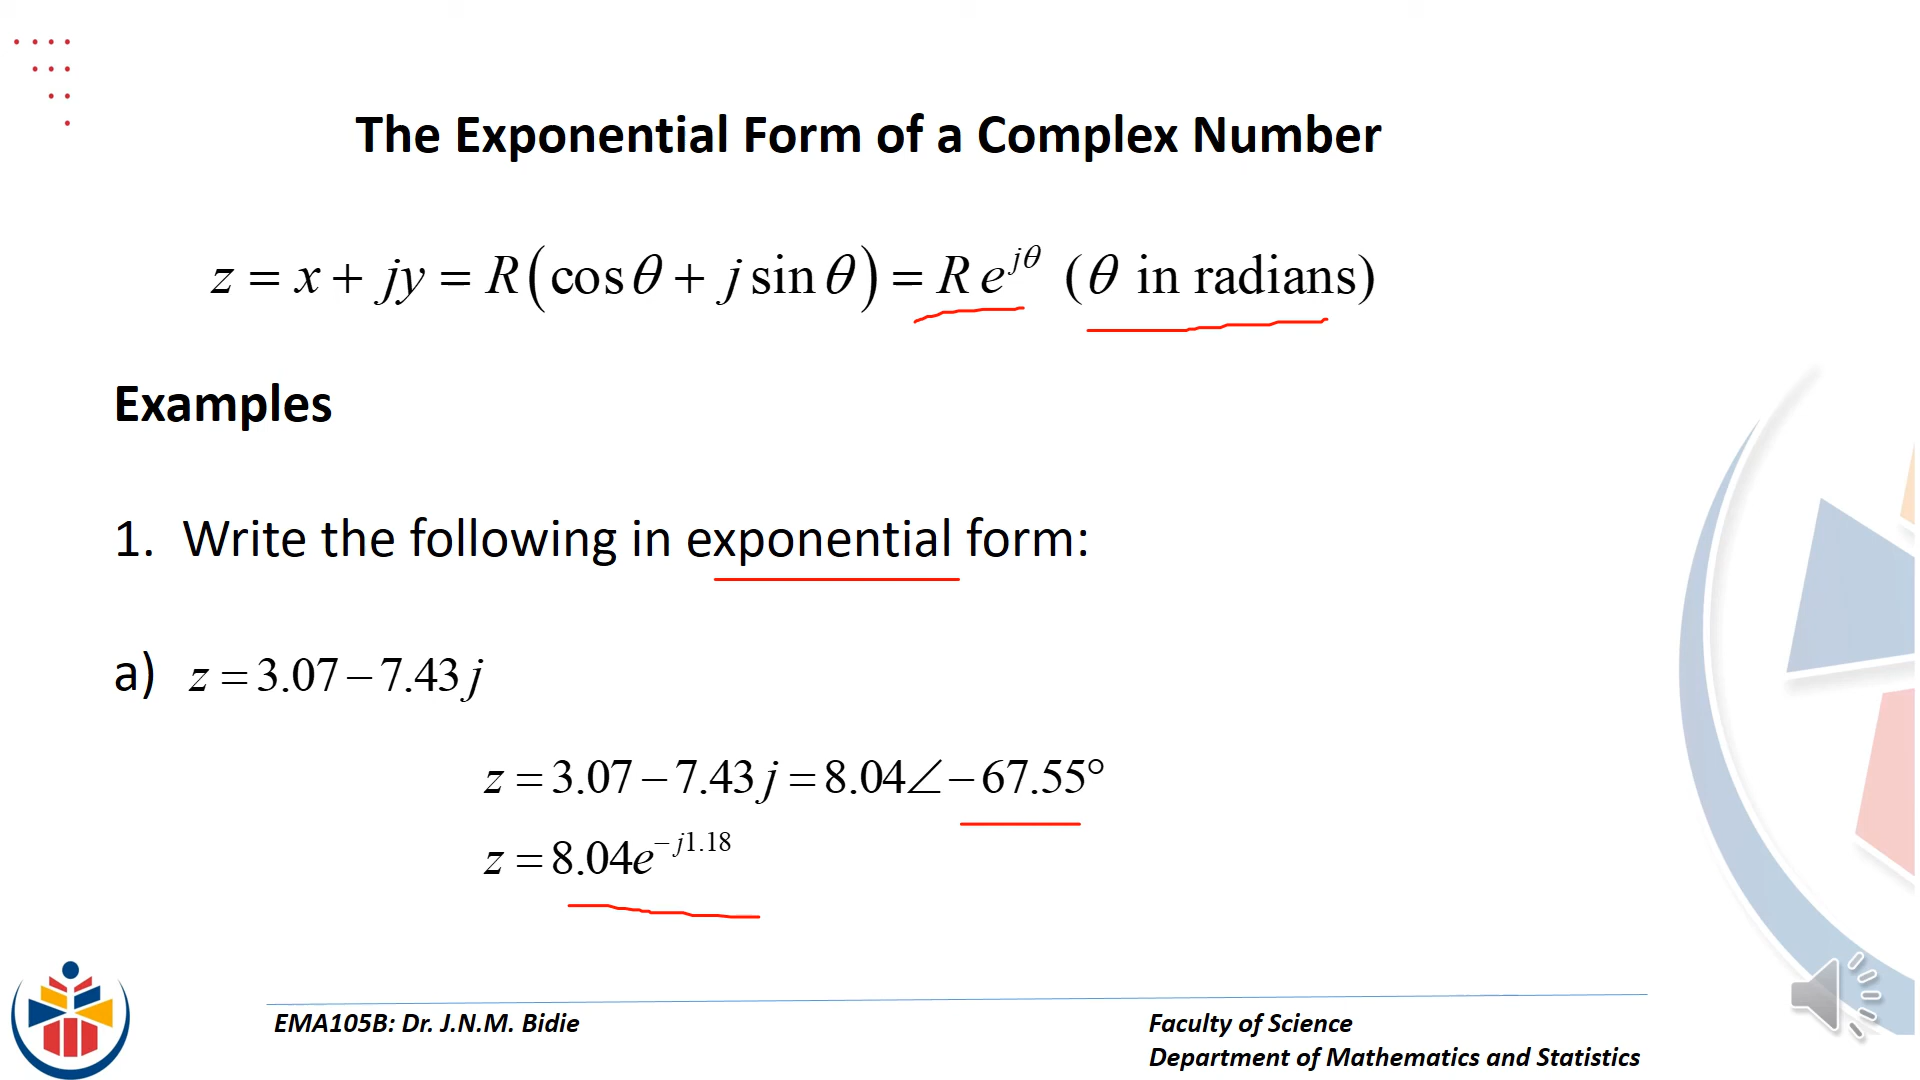 The Exponential Form of a Complex Number
z = x + jy = R(cos θ + j sin θ) = R e^{jθ} (θ in radians)
Examples
1. Write the following in exponential form:
a) z = 3.07 − 7.43 j
z = 3.07 − 7.43 j = 8.04∠ − 67.55°
z = 8.04e^{− j1.18}
EMA105B: Dr. J.N.M. Bidie
Faculty of Science
Department of Mathematics and Statistics